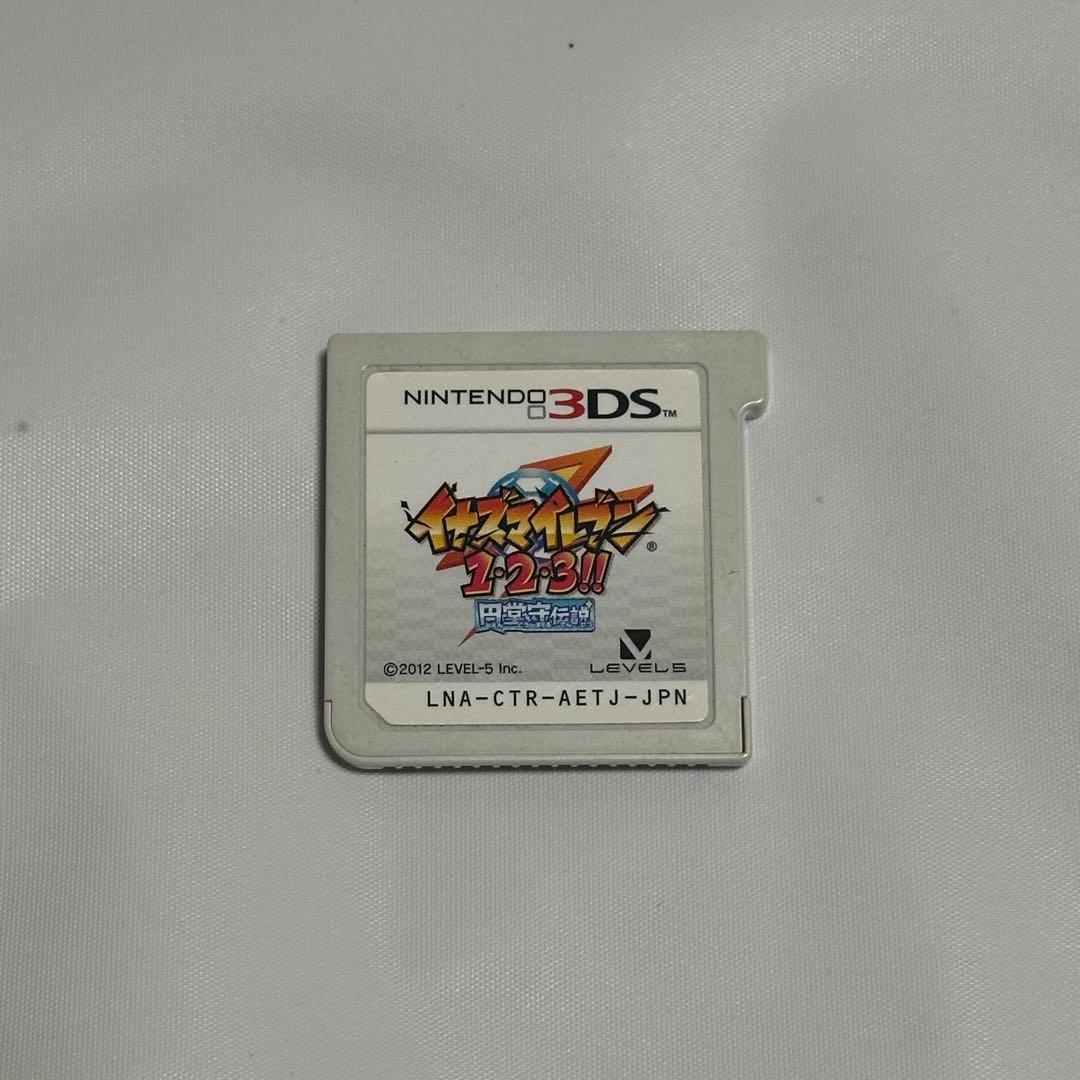 NINTENDO 3DS™
イナズマイレブン®
1・2・3!!
円堂守伝説
LEVEL5
©2012 LEVEL-5 Inc.
LNA-CTR-AETJ-JPN